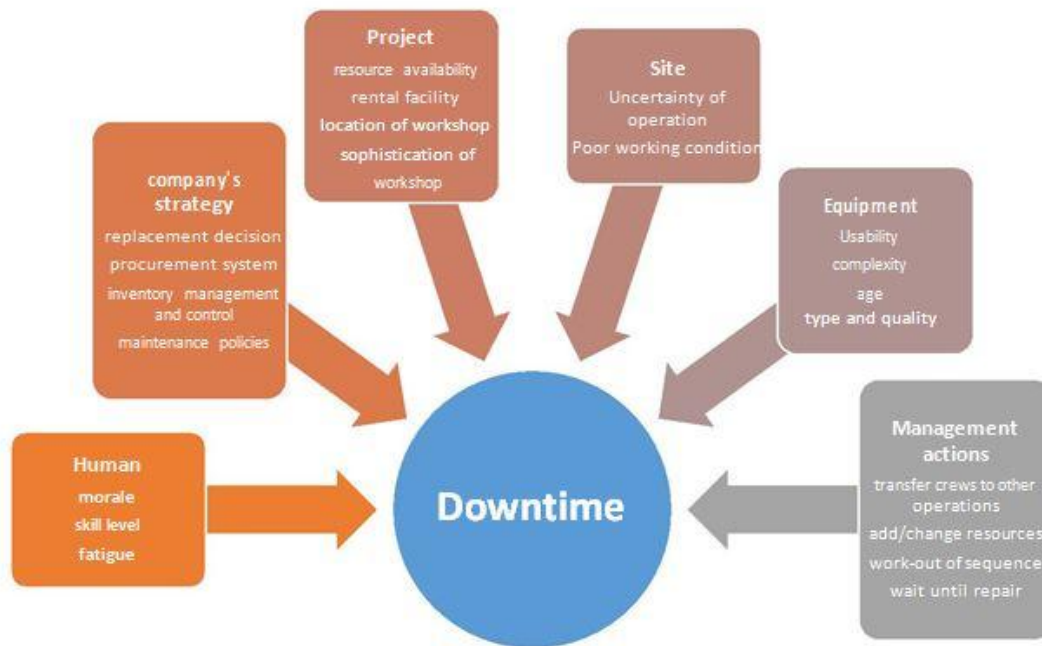 Project
resource availability
rental facility
location of workshop
sophistication of
workshop
Site
Uncertainty of
operation
Poor working condition
company's
strategy
replacement decision
procurement system
inventory management
and control
maintenance policies
Equipment
Usability
complexity
age
type and quality
Human
morale
skill level
fatigue
Downtime
Management
actions
transfer crews to other
operations
add/change resources
work-out of sequence
wait until repair